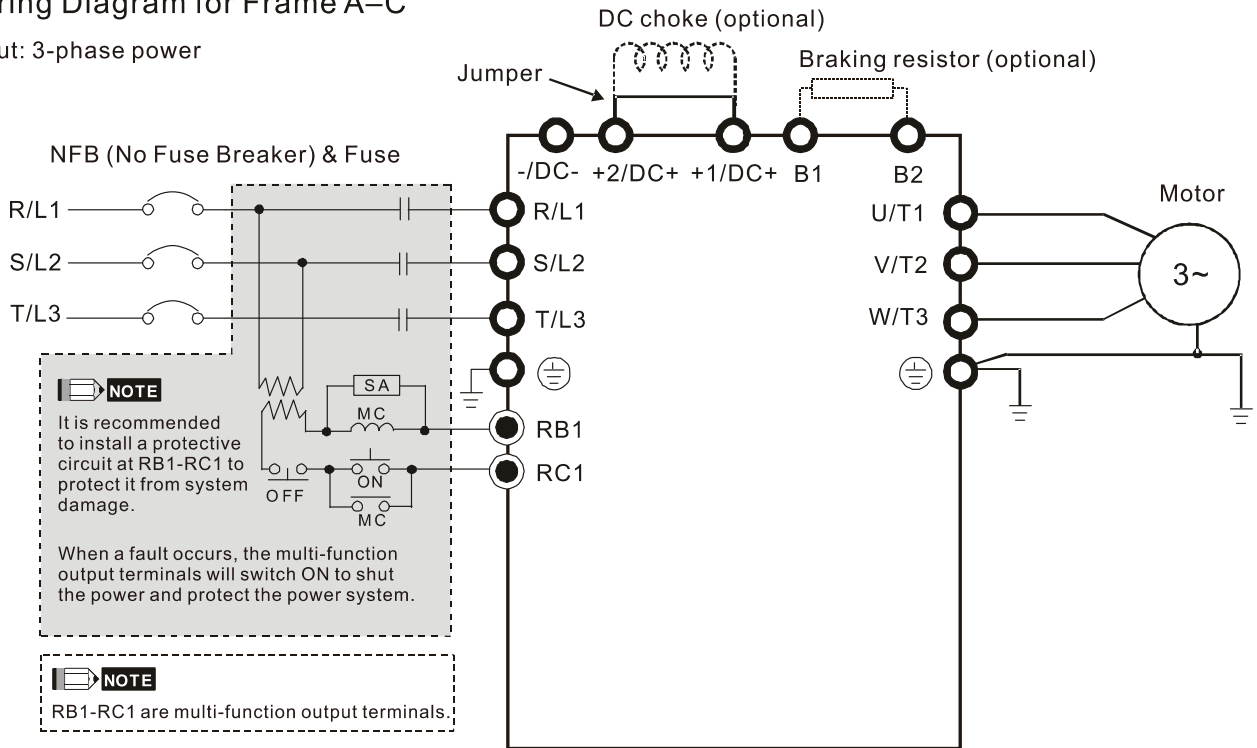 ring Diagram for Frame A–C
ut: 3-phase power
DC choke (optional)
Jumper
Braking resistor (optional)
NFB (No Fuse Breaker) & Fuse
-/DC- +2/DC+ +1/DC+ B1 B2
Motor
R/L1 R/L1 U/T1
S/L2 S/L2 V/T2
3~
T/L3 T/L3 W/T3
NOTE
It is recommended
to install a protective
circuit at RB1-RC1 to
protect it from system
damage.
When a fault occurs, the multi-function
output terminals will switch ON to shut
the power and protect the power system.
SA
MC
RB1
OFF
ON
MC
RC1
NOTE
RB1-RC1 are multi-function output terminals.